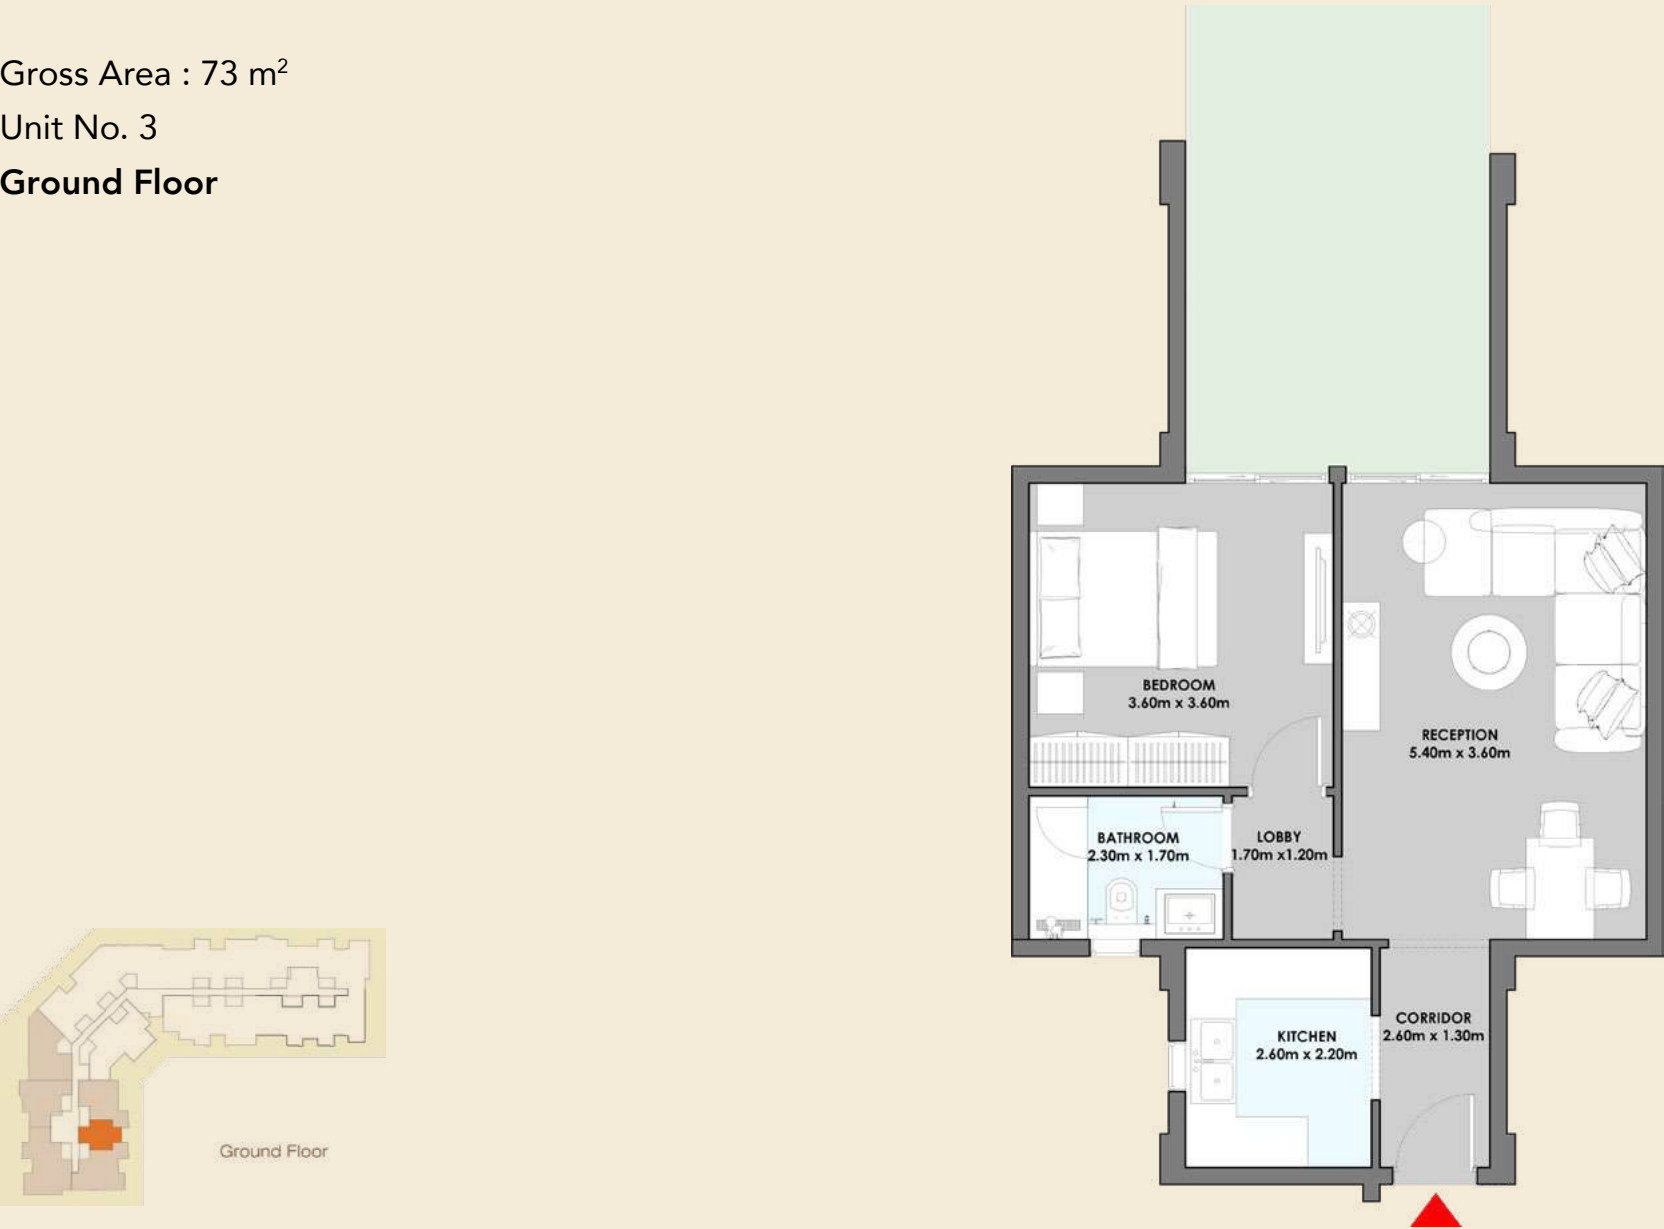 Gross Area : 73 m²
Unit No. 3
Ground Floor
BEDROOM
3.60m x 3.60m
RECEPTION
5.40m x 3.60m
BATHROOM
2.30m x 1.70m
LOBBY
1.70m x1.20m
KITCHEN
2.60m x 2.20m
CORRIDOR
2.60m x 1.30m
Ground Floor